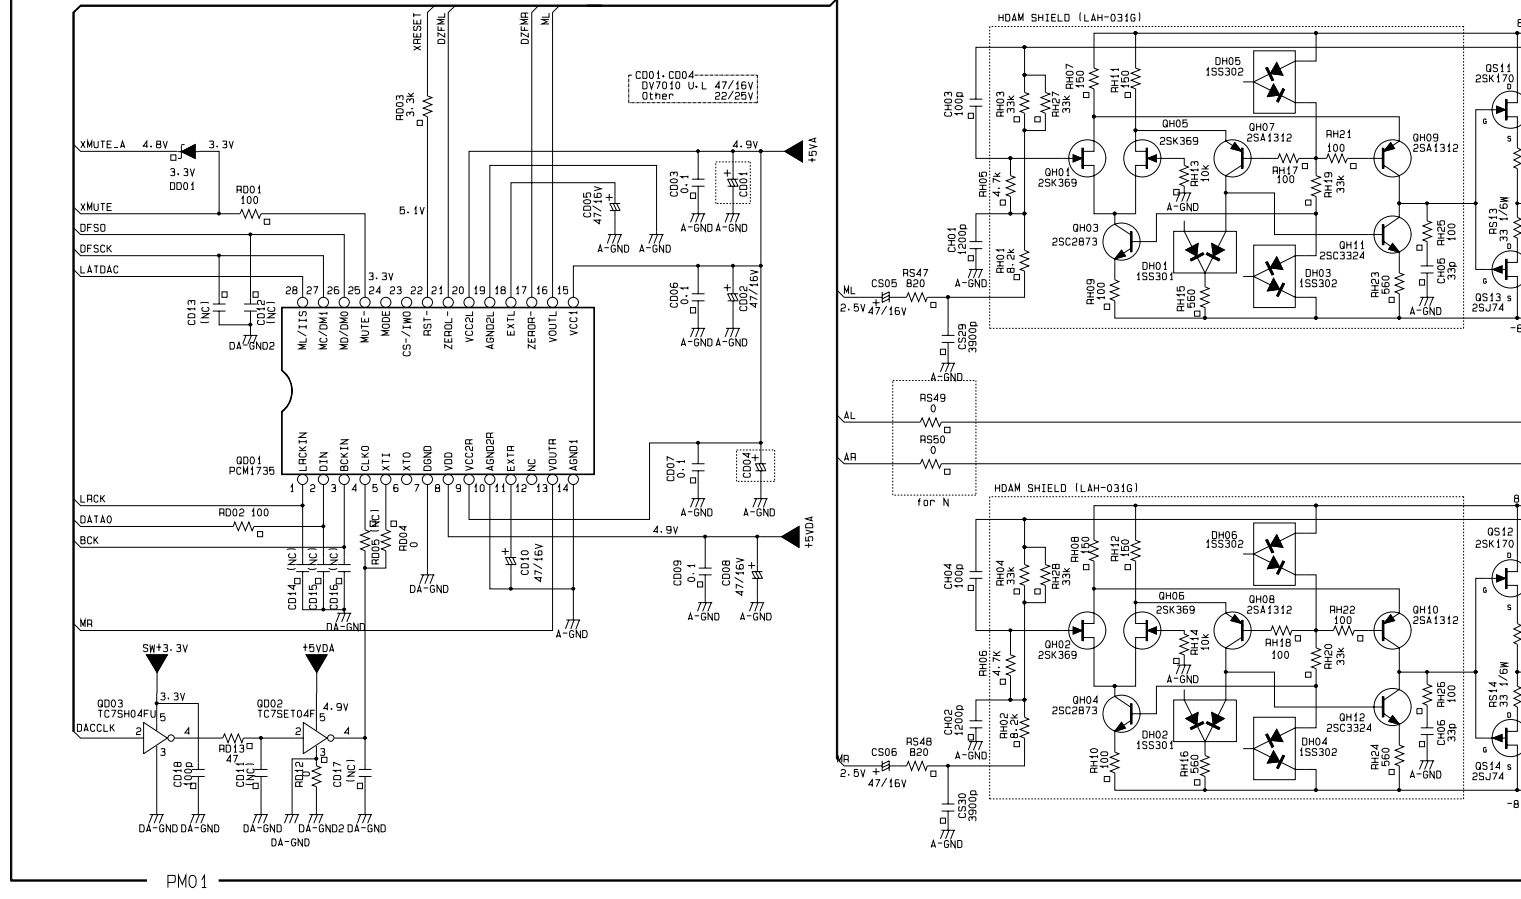 HDAM SHIELD (LAH-031G)
XRESET
DZFML
DZFMR
ML
CD01.CD04
DV7010 U.L 47/16V
Other 22/25V
RD03
3.3k
XMUTE_A
4.8V
3.3V
3.3V
DD01
RD01
100
XMUTE
DFSO
DFSCK
LATDAC
5.1V
3.3V
4.9V
+5VA
CD03
0.1
CD01
CD05
47/16V
A-GND
A-GND
A-GND
A-GND
CD06
0.1
CD02
47/16V
A-GND
A-GND
CD13
(NC)
CD12
(NC)
DA-GND2
28 27 26 25 24 23 22 21 20 19 18 17 16 15
ML/IIS
MC/DM1
MD/DM0
MUTE-
MODE
CS-/IWO
RST-
ZEROL-
VCC2L
AGND2L
EXTL
ZEROR-
VOUTL
VCC1
QD01
PCM1735
LRCKIN
DIN
BCKIN
CLKO
XTI
XTO
DGND
VDD
VCC2R
AGND2R
EXTR
NC
VOUTR
AGND1
1 2 3 4 5 6 7 8 9 10 11 12 13 14
LRCK
DATAO
BCK
MR
RD02 100
CD14
(NC)
CD15
(NC)
CD16
(NC)
DA-GND
RD05
(NC)
RD04
0
DA-GND
CD10
47/16V
A-GND
CD07
0.1
CD04
A-GND
A-GND
4.9V
+5VDA
CD09
0.1
CD08
47/16V
A-GND
A-GND
SW+3.3V
+5VDA
QD03
TC7SH04FU
3.3V
QD02
TC7SET04F
4.9V
DACCLK
2
5
4
3
2
5
4
3
RD13
47
CD18
100p
CD11
(NC)
RD12
CD17
(NC)
DA-GND
DA-GND
DA-GND
DA-GND2
DA-GND
DA-GND
PM01
CH03
100p
RH03
33k
RH27
33k
RH07
150
RH11
150
DH05
1SS302
QS11
2SK170
D
G
S
QH05
2SK369
QH07
2SA1312
RH21
100
QH09
2SA1312
QH01
2SK369
RH05
4.7k
RH13
10k
A-GND
RH17
100
RH19
33k
CH01
1200p
A-GND
RH01
8.2k
QH03
2SC2873
DH01
1SS301
DH03
1SS302
QH11
2SC3324
RH25
100
CH05
33p
A-GND
RS13
33 1/6W
D
G
S
QS13
2SJ74
RH09
100
RH15
560
RH23
560
ML
2.5V
CS05
47/16V
RS47
820
CS29
3900p
A-GND
RS49
0
RS50
0
AL
AR
for N
HDAM SHIELD (LAH-031G)
CH04
100p
RH04
33k
RH28
33k
RH08
150
RH12
150
DH06
1SS302
QS12
2SK170
D
G
S
QH06
2SK369
QH08
2SA1312
RH22
100
QH10
2SA1312
QH02
2SK369
RH06
4.7K
RH14
10k
A-GND
RH18
100
RH20
33k
CH02
1200p
A-GND
RH02
8.2k
QH04
2SC2873
DH02
1SS301
DH04
1SS302
QH12
2SC3324
RH26
100
CH06
33p
A-GND
RS14
33 1/6W
D
G
S
QS14
2SJ74
RH10
100
RH16
560
RH24
560
MR
2.5V
CS06
47/16V
RS48
820
CS30
3900p
A-GND
-8